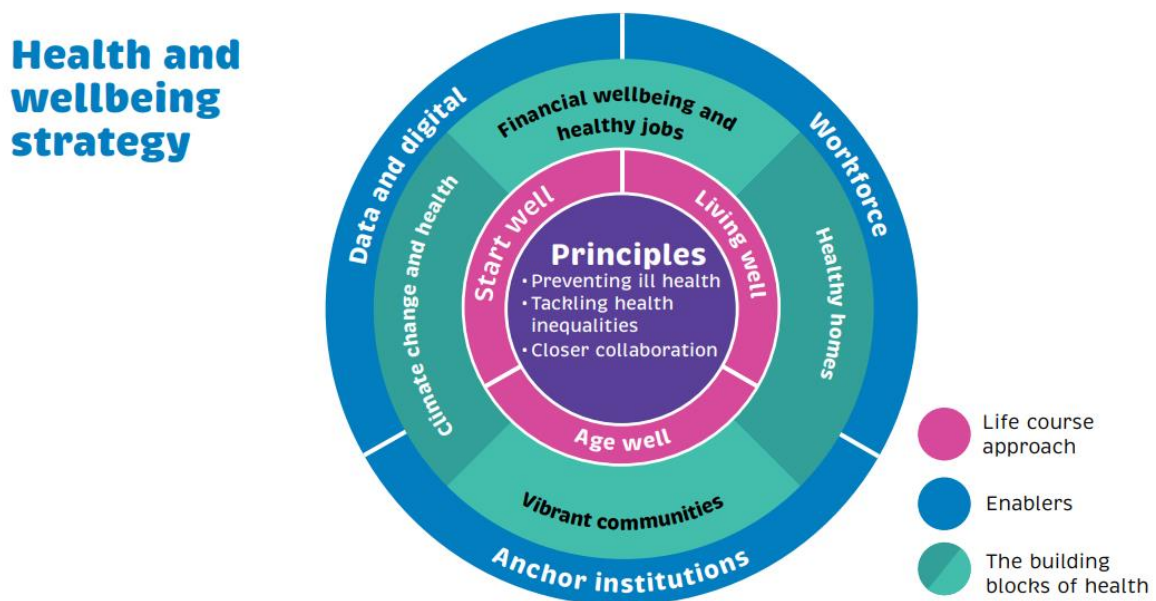 Health and
wellbeing
strategy
Data and digital
Workforce
Anchor institutions
Financial wellbeing and
healthy jobs
Climate change and health
Healthy homes
Vibrant communities
Start well
Living well
Age well
Principles
• Preventing ill health
• Tackling health
inequalities
• Closer collaboration
Life course
approach
Enablers
The building
blocks of health